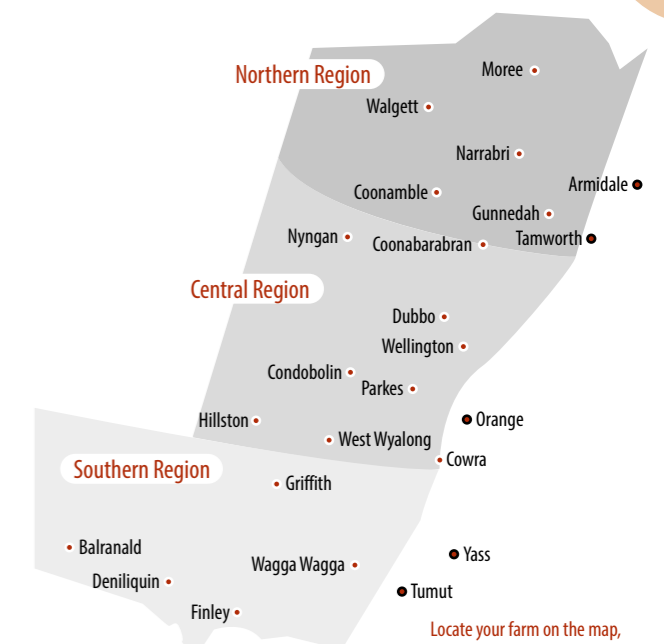 Moree
Northern Region
Walgett
Narrabri
Armidale
Coonamble
Gunnedah
Nyngan
Coonabarabran
Tamworth
Central Region
Dubbo
Wellington
Condobolin
Parkes
Hillston
Orange
West Wyalong
Cowra
Southern Region
Griffith
Balranald
Yass
Wagga Wagga
Deniliquin
Tumut
Finley
Locate your farm on the map,